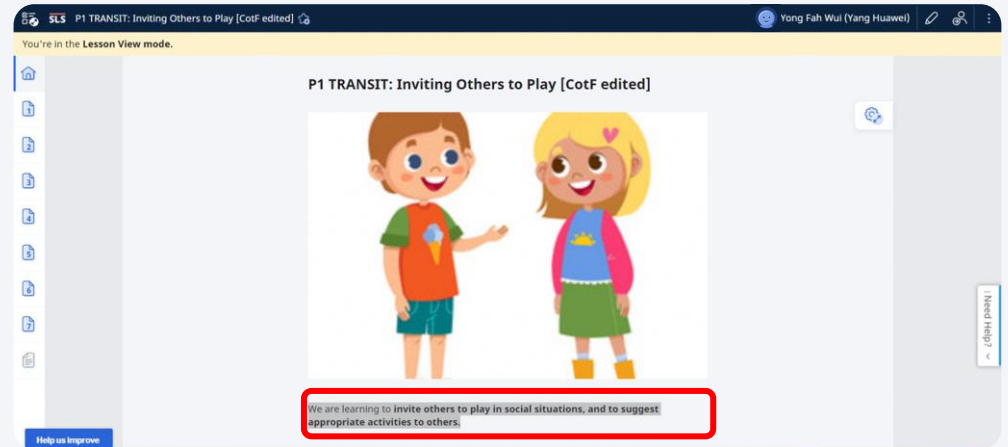 SLS P1 TRANSIT: Inviting Others to Play [CotF edited]
Yong Fah Wui (Yang Huawei)
You're in the Lesson View mode.
P1 TRANSIT: Inviting Others to Play [CotF edited]
1
2
3
4
5
6
7
I Need Help?
We are learning to invite others to play in social situations, and to suggest
appropriate activities to others.
Help us improve